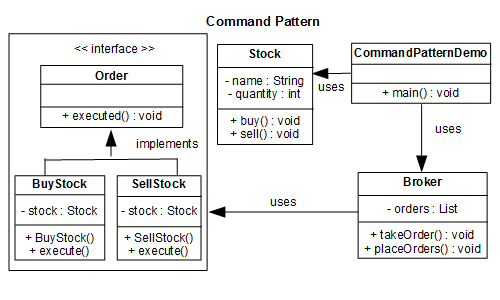 Command Pattern
<< interface >>
Order
+ executed() : void
implements
BuyStock
- stock : Stock
+ BuyStock()
+ execute()
SellStock
- stock : Stock
+ SellStock()
+ execute()
Stock
- name : String
- quantity : int
+ buy() : void
+ sell() : void
uses
CommandPatternDemo
+ main() : void
uses
Broker
- orders : List
+ takeOrder() : void
+ placeOrders() : void
uses